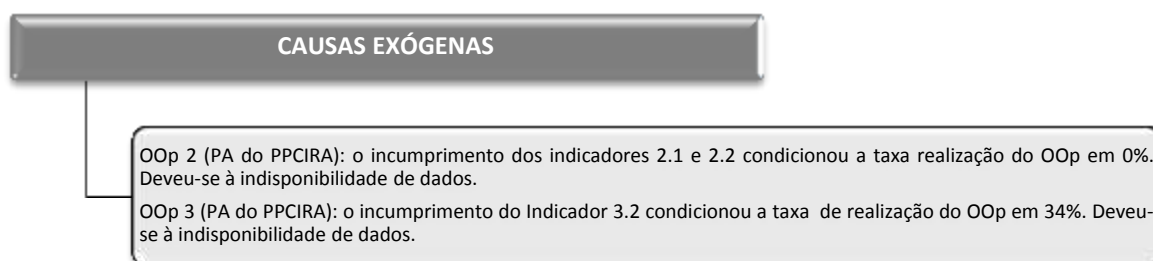 CAUSAS EXÓGENAS
OOp 2 (PA do PPCIRA): o incumprimento dos indicadores 2.1 e 2.2 condicionou a taxa realização do OOp em 0%.
Deveu-se à indisponibilidade de dados.
OOp 3 (PA do PPCIRA): o incumprimento do Indicador 3.2 condicionou a taxa de realização do OOp em 34%. Deveu-
se à indisponibilidade de dados.